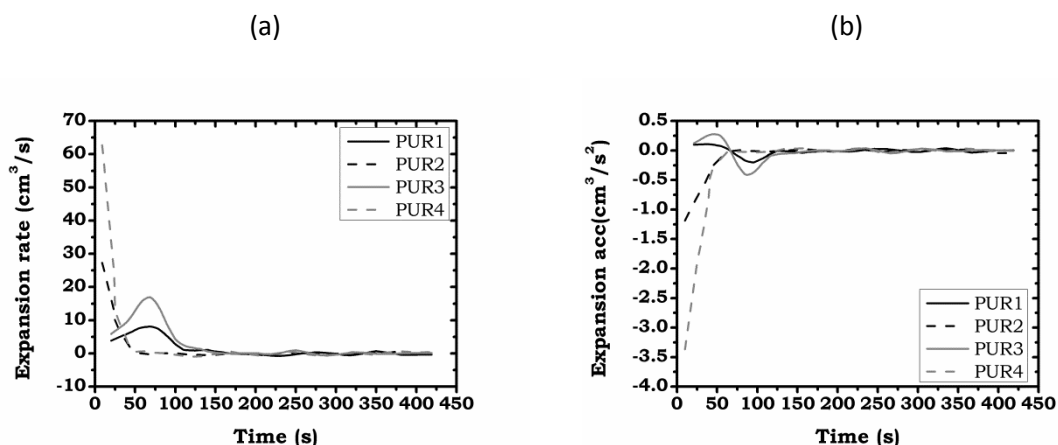 (a)
(b)
Expansion rate (cm³/s)
70
60
50
40
30
20
10
0
-10
0 50 100 150 200 250 300 350 400 450
Time (s)
PUR1
PUR2
PUR3
PUR4
Expansion acc(cm³/s²)
0.5
0.0
-0.5
-1.0
-1.5
-2.0
-2.5
-3.0
-3.5
-4.0
0 50 100 150 200 250 300 350 400 450
Time (s)
PUR1
PUR2
PUR3
PUR4